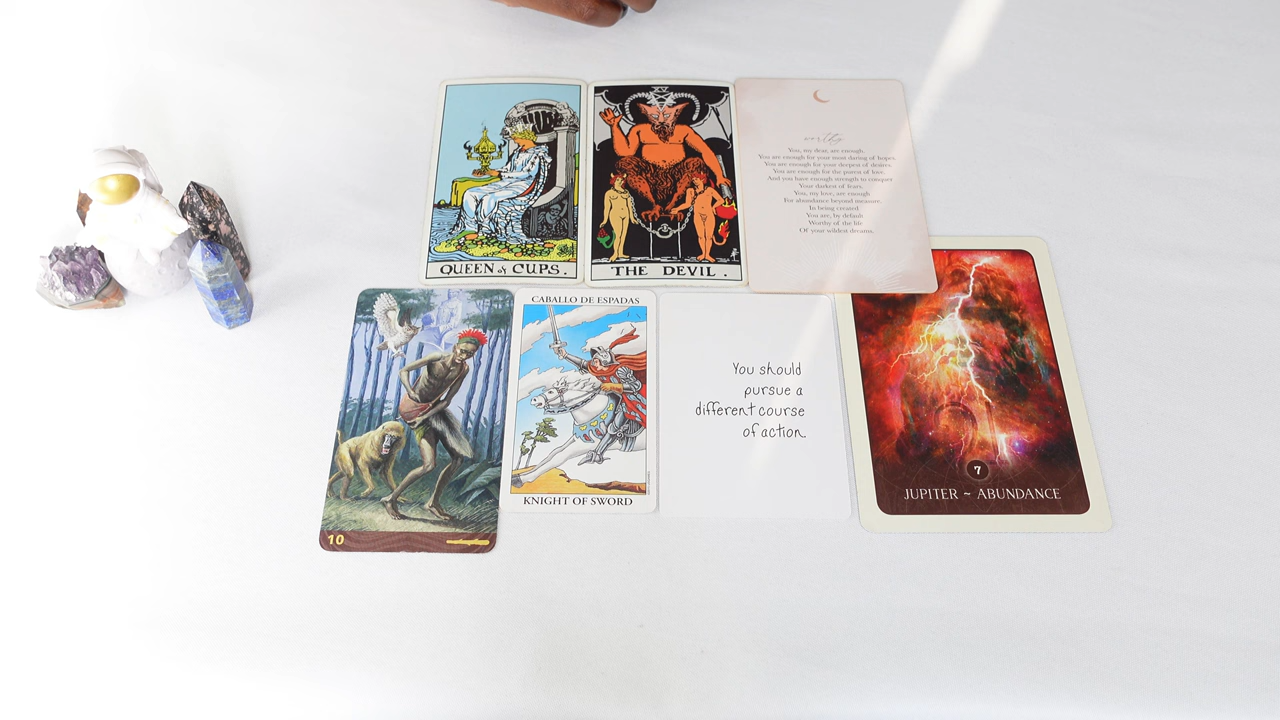 QUEEN of CUPS.
XV
THE DEVIL.
worthy
You, my dear, are enough.
You are enough for your most daring of hopes.
You are enough for your deepest of desires.
You are enough for the purest of love.
And you have enough strength to conquer
Your darkest of fears.
You, my love, are enough
For abundance beyond measure.
In being created
You are, by default
Worthy of the life
Of your wildest dreams.
10
CABALLO DE ESPADAS
KNIGHT OF SWORD
You should
pursue a
different course
of action.
7
JUPITER ~ ABUNDANCE